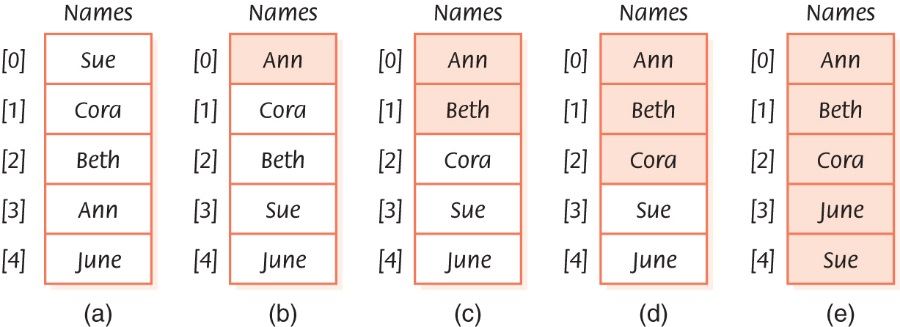 Names Names Names Names Names
[0] Sue [0] Ann [0] Ann [0] Ann [0] Ann
[1] Cora [1] Cora [1] Beth [1] Beth [1] Beth
[2] Beth [2] Beth [2] Cora [2] Cora [2] Cora
[3] Ann [3] Sue [3] Sue [3] Sue [3] June
[4] June [4] June [4] June [4] June [4] Sue
(a) (b) (c) (d) (e)